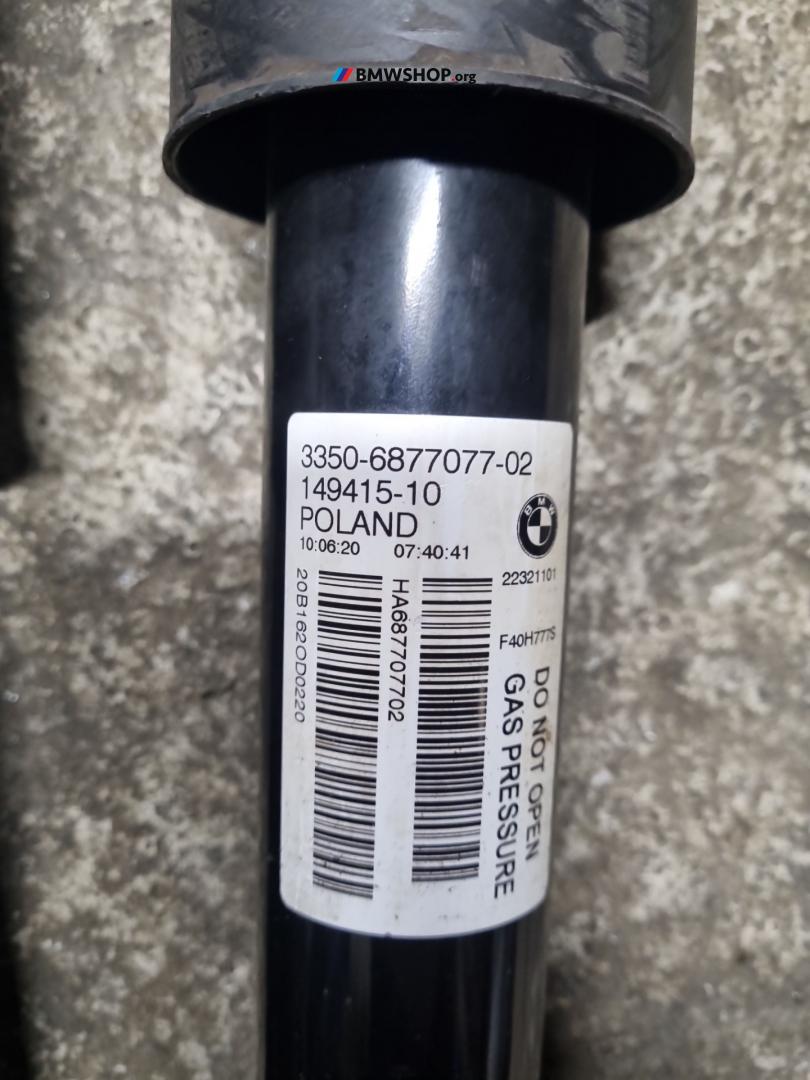 BMWSHOP.org
3350-6877077-02
149415-10
POLAND
10:06:20 07:40:41
BMW
22321101
F40H777S
20B162OD0220
HA687707702
DO NOT OPEN
GAS PRESSURE